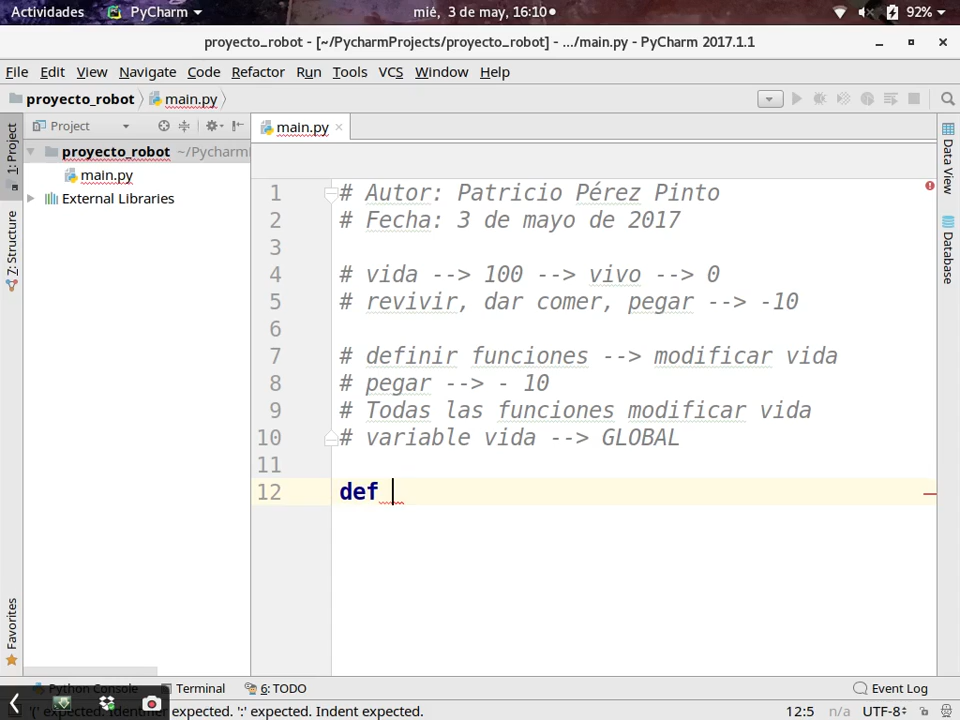 Actividades PyCharm mié, 3 de may, 16:10 92%
proyecto_robot - [~/PycharmProjects/proyecto_robot] - .../main.py - PyCharm 2017.1.1
File Edit View Navigate Code Refactor Run Tools VCS Window Help
proyecto_robot main.py
Project main.py
proyecto_robot ~/Pycharm
main.py
External Libraries
1: Project
7: Structure
Favorites
Data View
Database
1 # Autor: Patricio Pérez Pinto
2 # Fecha: 3 de mayo de 2017
3
4 # vida --> 100 --> vivo --> 0
5 # revivir, dar comer, pegar --> -10
6
7 # definir funciones --> modificar vida
8 # pegar --> - 10
9 # Todas las funciones modificar vida
10 # variable vida --> GLOBAL
11
12 def
Python Console Terminal 6: TODO Event Log
'(' expected. Identifier expected. ':' expected. Indent expected. 12:5 n/a UTF-8